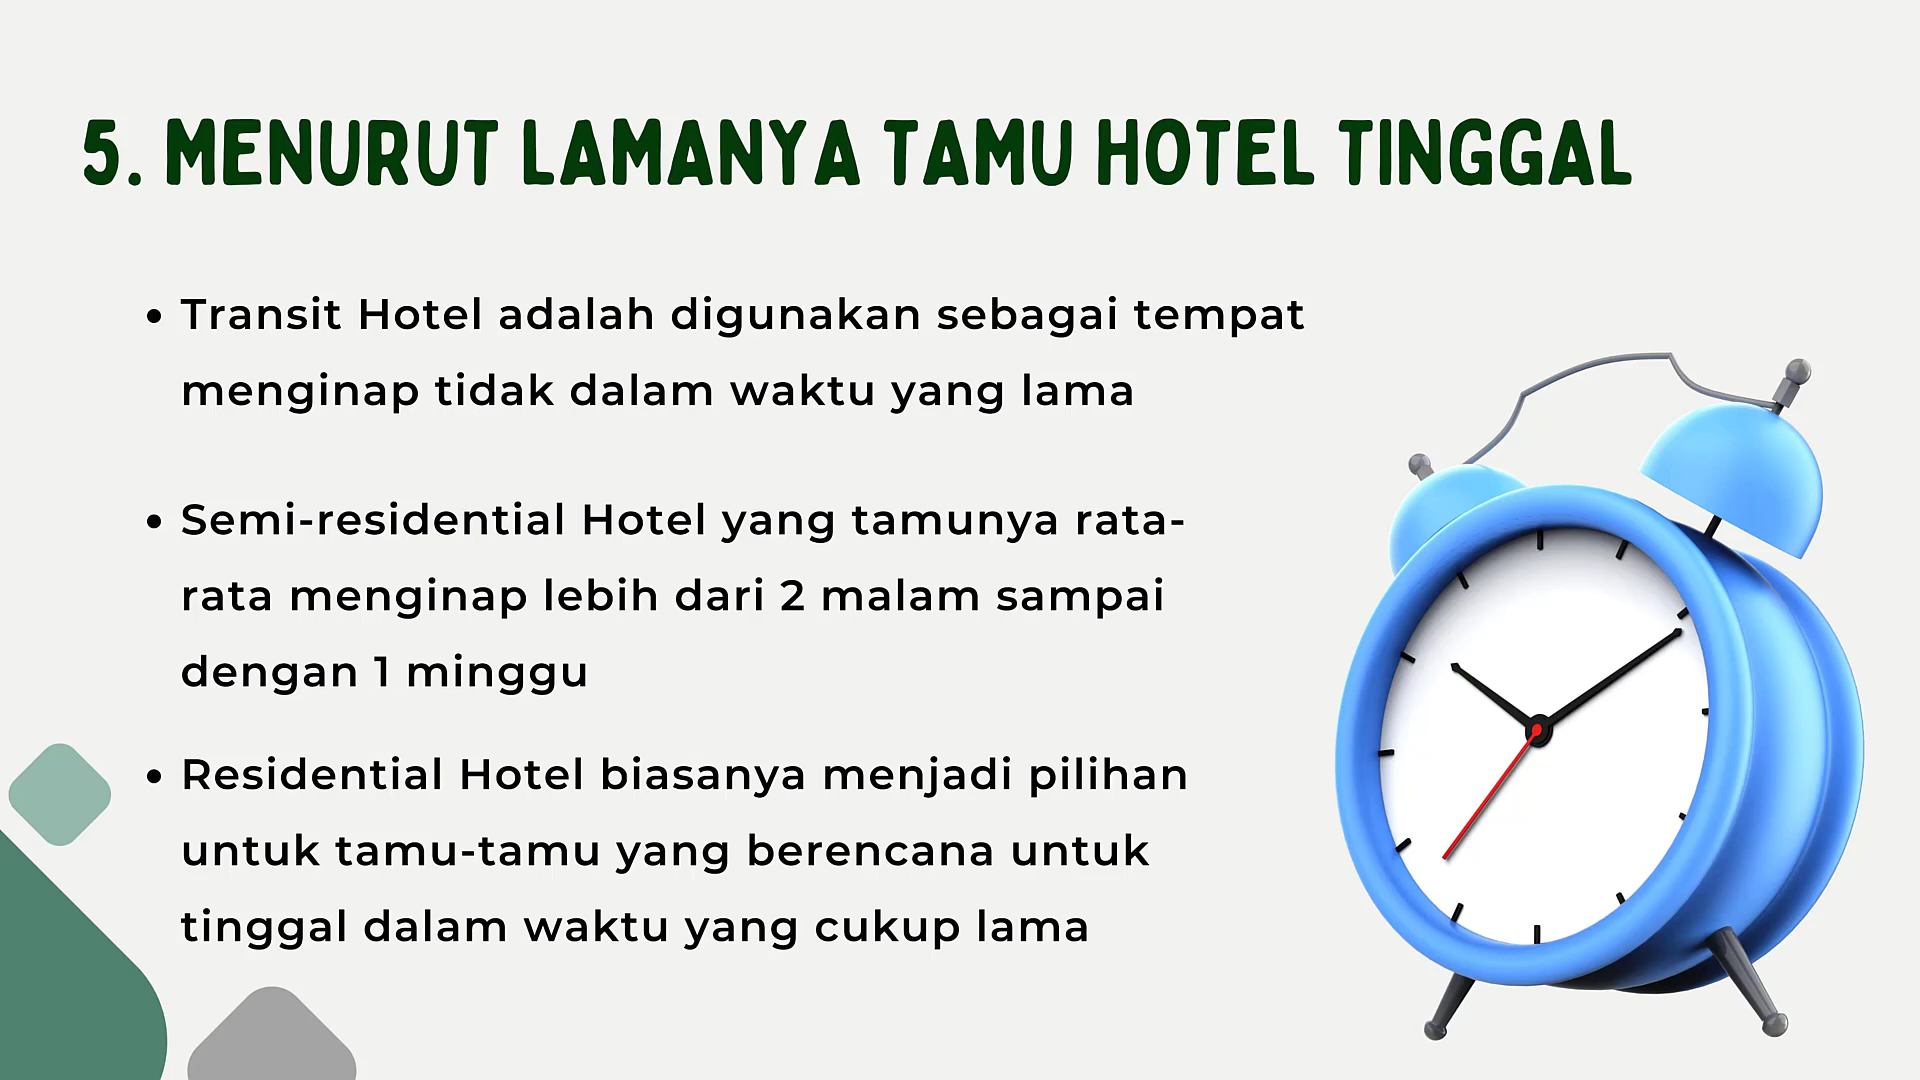 5. MENURUT LAMANYA TAMU HOTEL TINGGAL
• Transit Hotel adalah digunakan sebagai tempat
menginap tidak dalam waktu yang lama
• Semi-residential Hotel yang tamunya rata-
rata menginap lebih dari 2 malam sampai
dengan 1 minggu
• Residential Hotel biasanya menjadi pilihan
untuk tamu-tamu yang berencana untuk
tinggal dalam waktu yang cukup lama